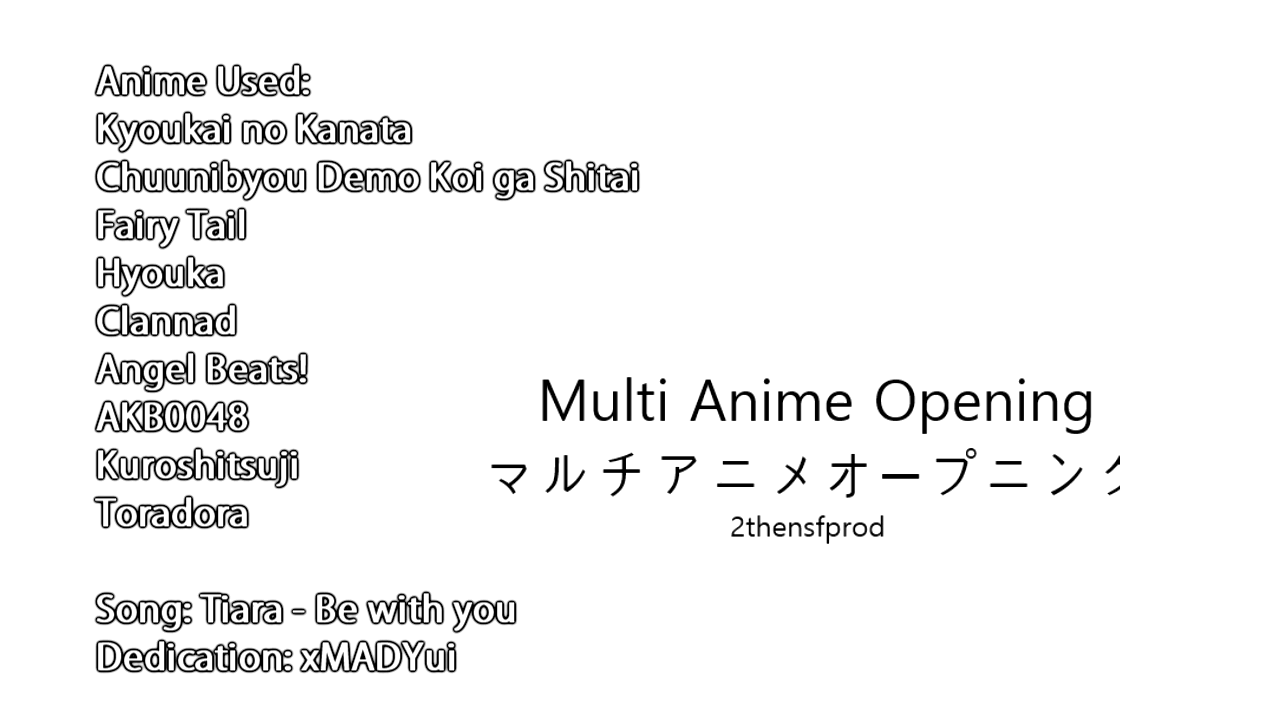 Anime Used:
Kyoukai no Kanata
Chuunibyou Demo Koi ga Shitai
Fairy Tail
Hyouka
Clannad
Angel Beats!
AKB0048
Kuroshitsuji
Toradora
Song: Tiara - Be with you
Dedication: xMADYui
Multi Anime Opening
マルチアニメオープニン
2thensfprod